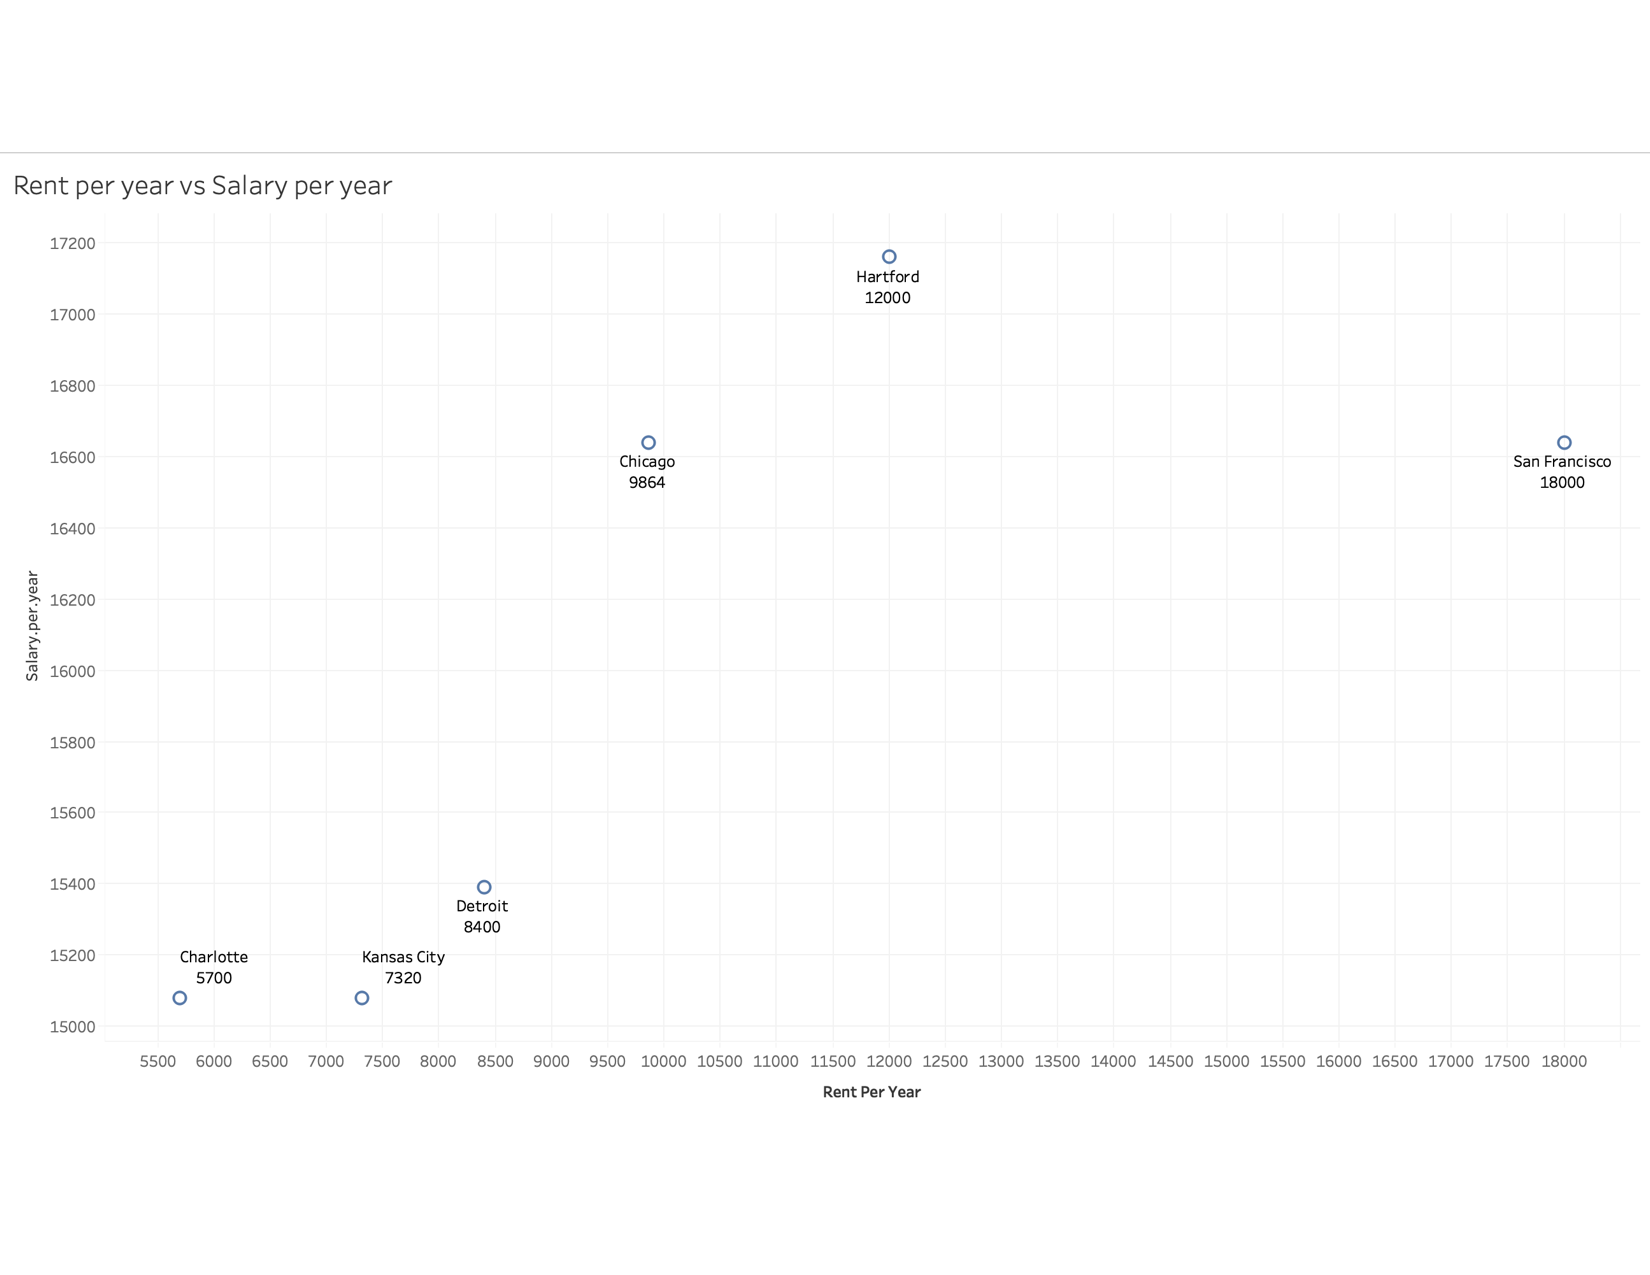 Rent per year vs Salary per year
17200
17000
16800
16600
16400
16200
16000
15800
15600
15400
15200
15000
Salary.per.year
Hartford
12000
Chicago
9864
San Francisco
18000
Detroit
8400
Charlotte
5700
Kansas City
7320
5500 6000 6500 7000 7500 8000 8500 9000 9500 10000 10500 11000 11500 12000 12500 13000 13500 14000 14500 15000 15500 16000 16500 17000 17500 18000
Rent Per Year